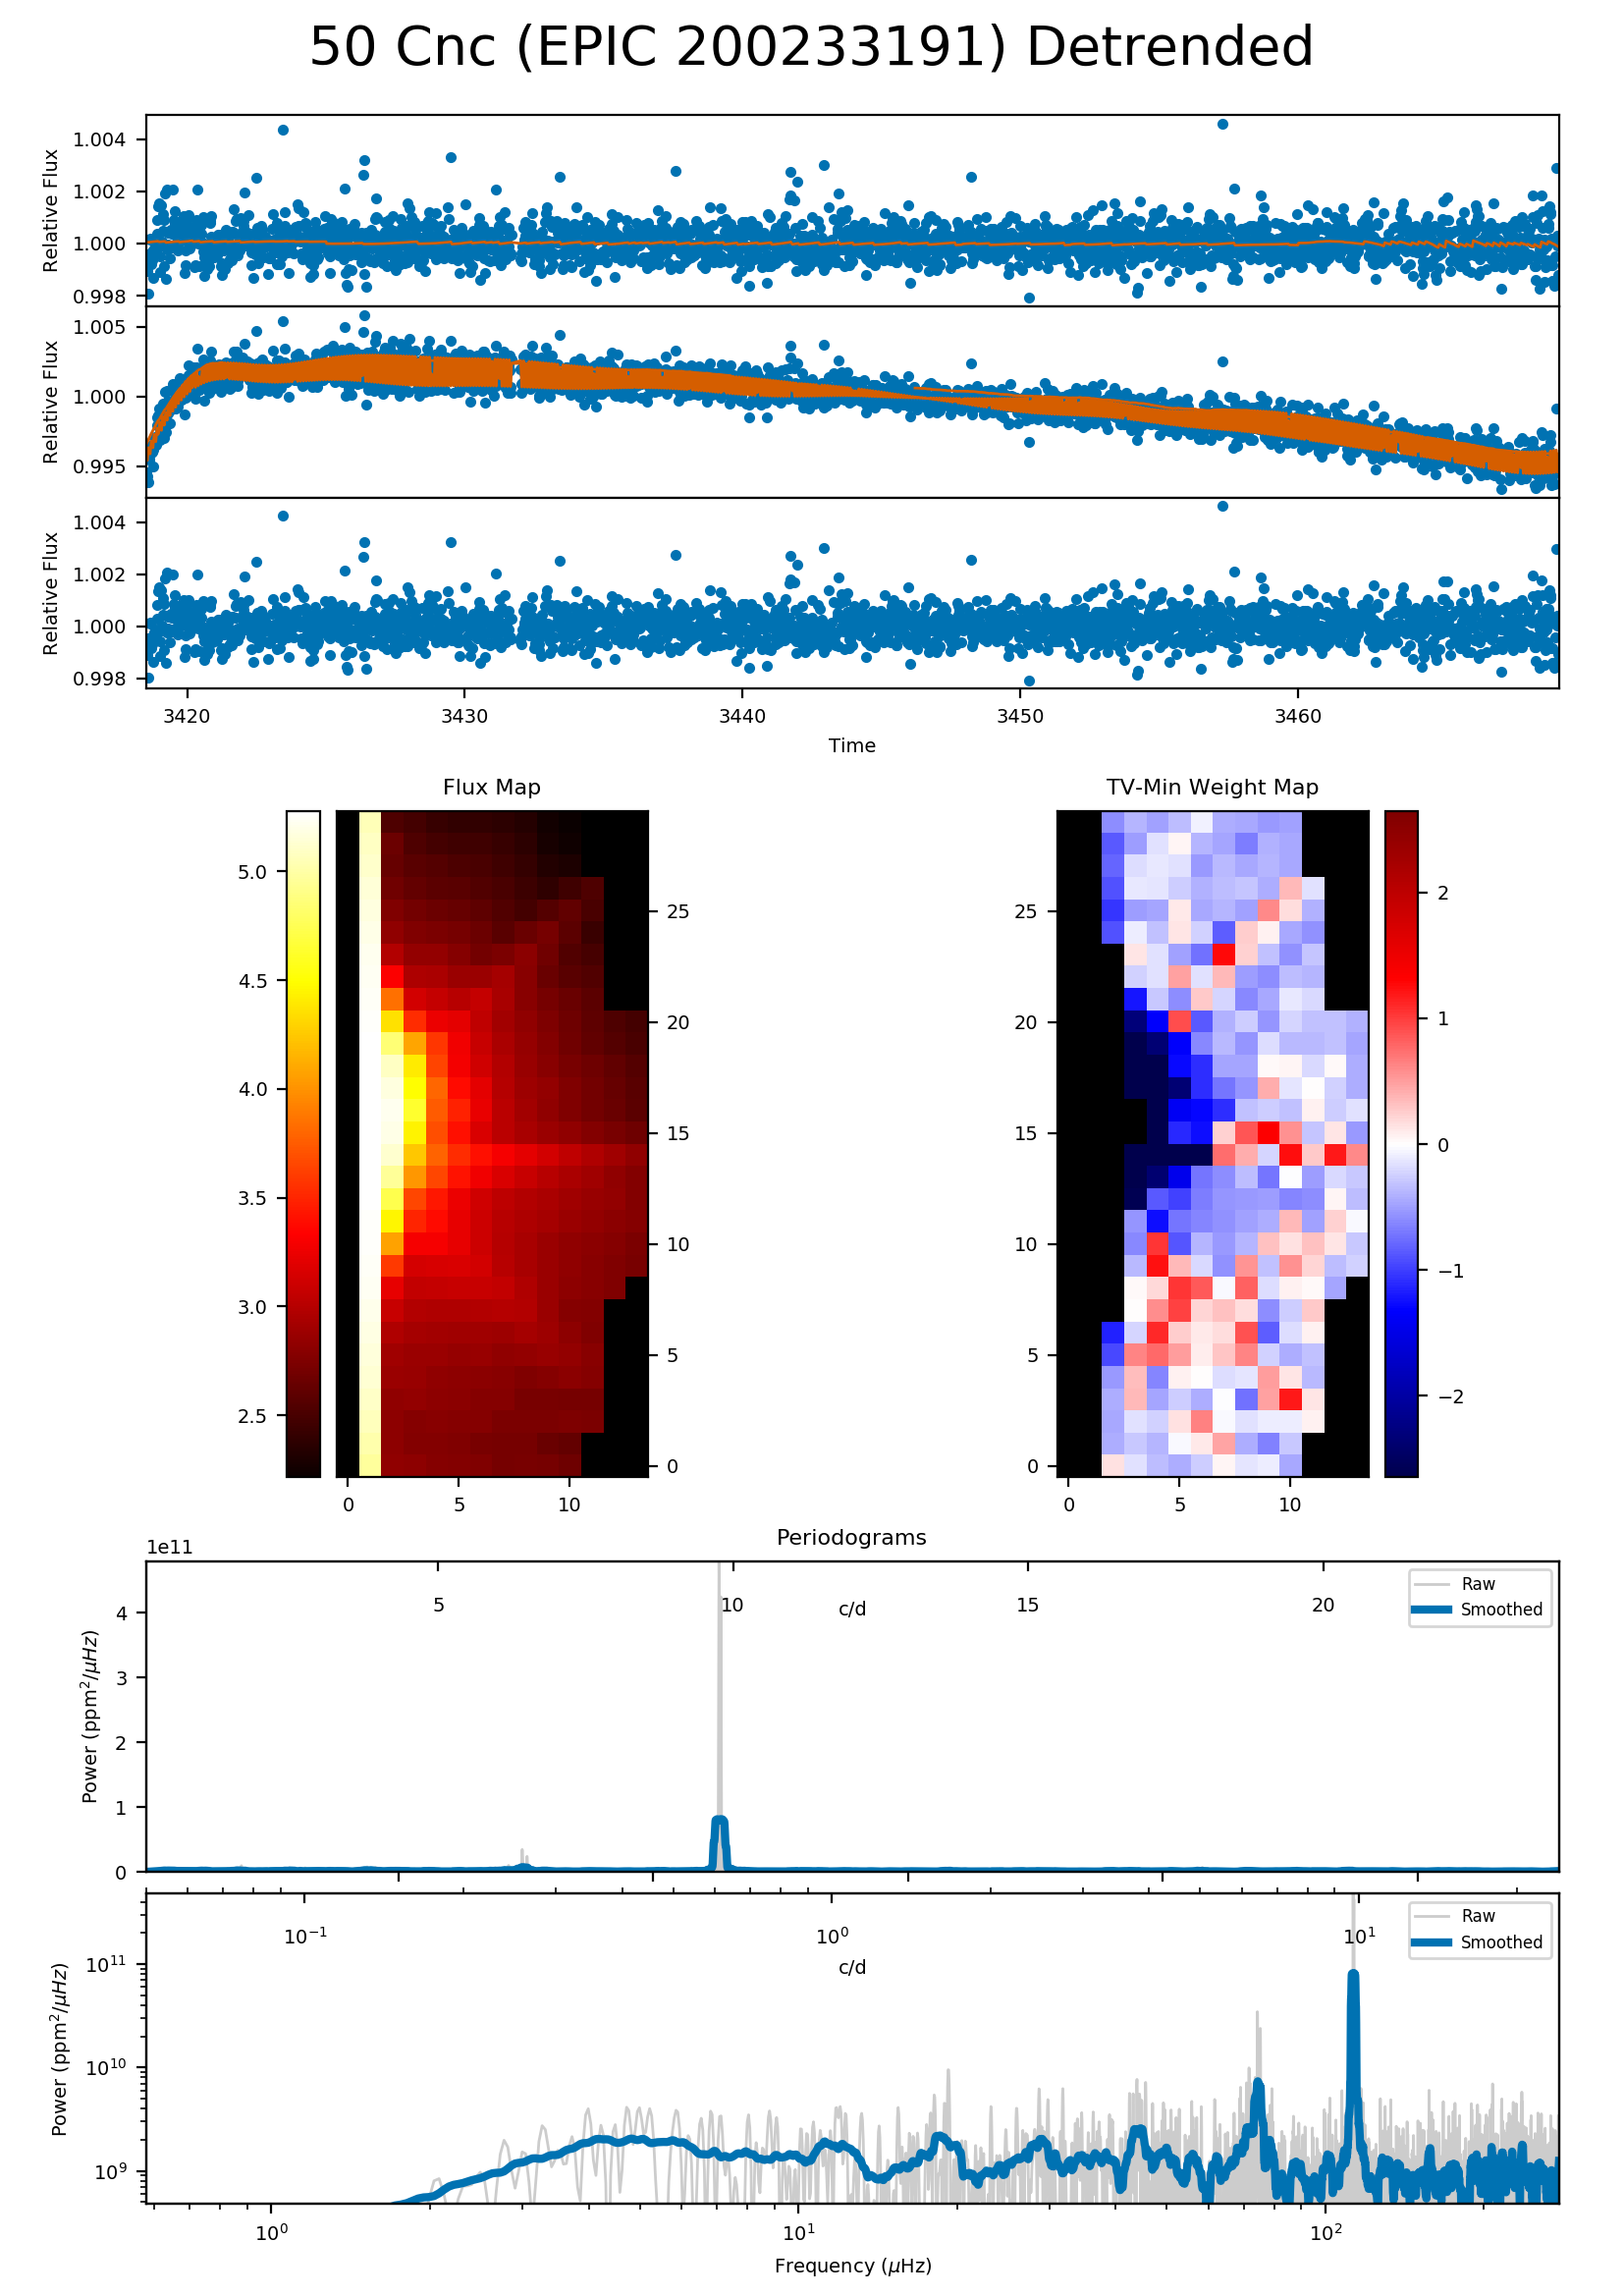 50 Cnc (EPIC 200233191) Detrended
1.004
1.002
1.000
0.998
Relative Flux
1.005
1.000
0.995
Relative Flux
1.004
1.002
1.000
0.998
Relative Flux
3420 3430 3440 3450 3460
Time
Flux Map
5.0
4.5
4.0
3.5
3.0
2.5
25
20
15
10
5
0
0 5 10
TV-Min Weight Map
25
20
15
10
5
0
0 5 10
2
1
0
−1
−2
Periodograms
1e11
5 10 15 20
c/d
4
3
2
1
0
Power (ppm²/μHz)
Raw
Smoothed
10⁻¹ 10⁰ 10¹
c/d
10¹¹
10¹⁰
10⁹
Power (ppm²/μHz)
Raw
Smoothed
10⁰ 10¹ 10²
Frequency (μHz)